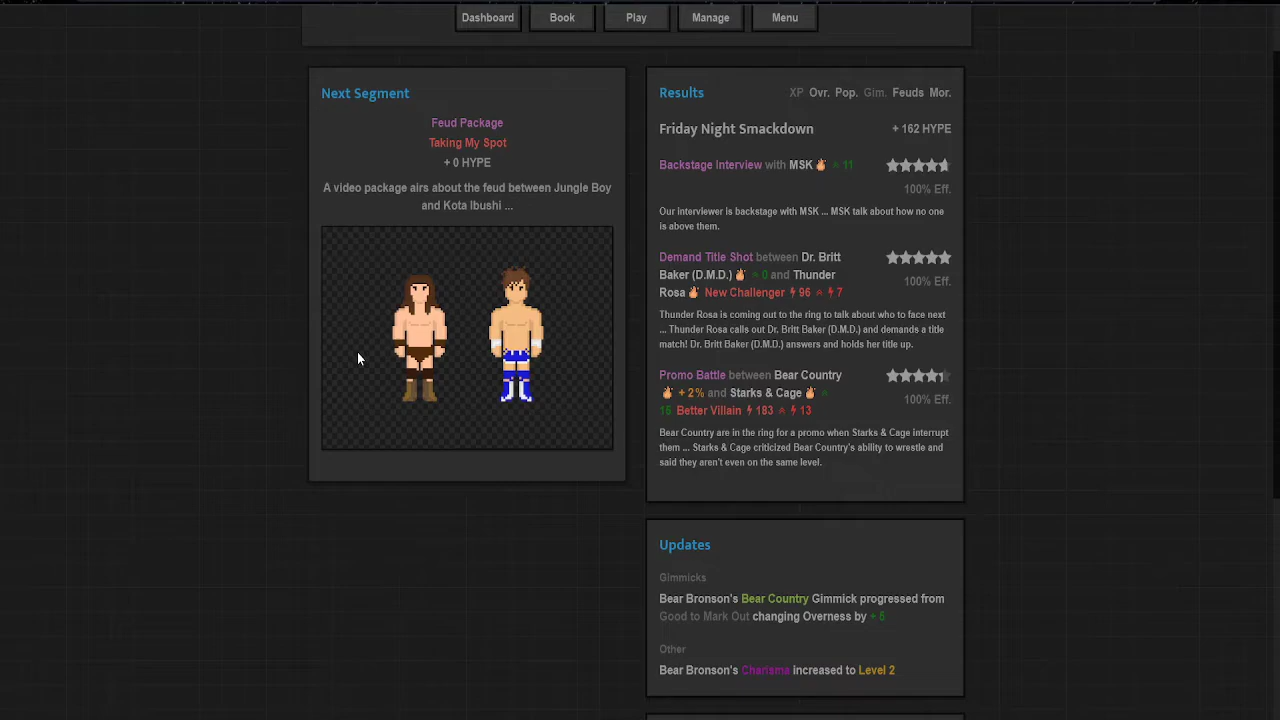 Dashboard Book Play Manage Menu
Next Segment
Feud Package
Taking My Spot
+ 0 HYPE
A video package airs about the feud between Jungle Boy
and Kota Ibushi ...
Results XP Ovr. Pop. Gim. Feuds Mor.
Friday Night Smackdown + 162 HYPE
Backstage Interview with MSK 11
100% Eff.
Our interviewer is backstage with MSK ... MSK talk about how no one
is above them.
Demand Title Shot between Dr. Britt
Baker (D.M.D.) 0 and Thunder
100% Eff.
Rosa New Challenger 96 7
Thunder Rosa is coming out to the ring to talk about who to face next
... Thunder Rosa calls out Dr. Britt Baker (D.M.D.) and demands a title
match! Dr. Britt Baker (D.M.D.) answers and holds her title up.
Promo Battle between Bear Country
+ 2% and Starks & Cage
100% Eff.
16 Better Villain 183 13
Bear Country are in the ring for a promo when Starks & Cage interrupt
them ... Starks & Cage criticized Bear Country's ability to wrestle and
said they aren't even on the same level.
Updates
Gimmicks
Bear Bronson's Bear Country Gimmick progressed from
Good to Mark Out changing Overness by + 6
Other
Bear Bronson's Charisma increased to Level 2